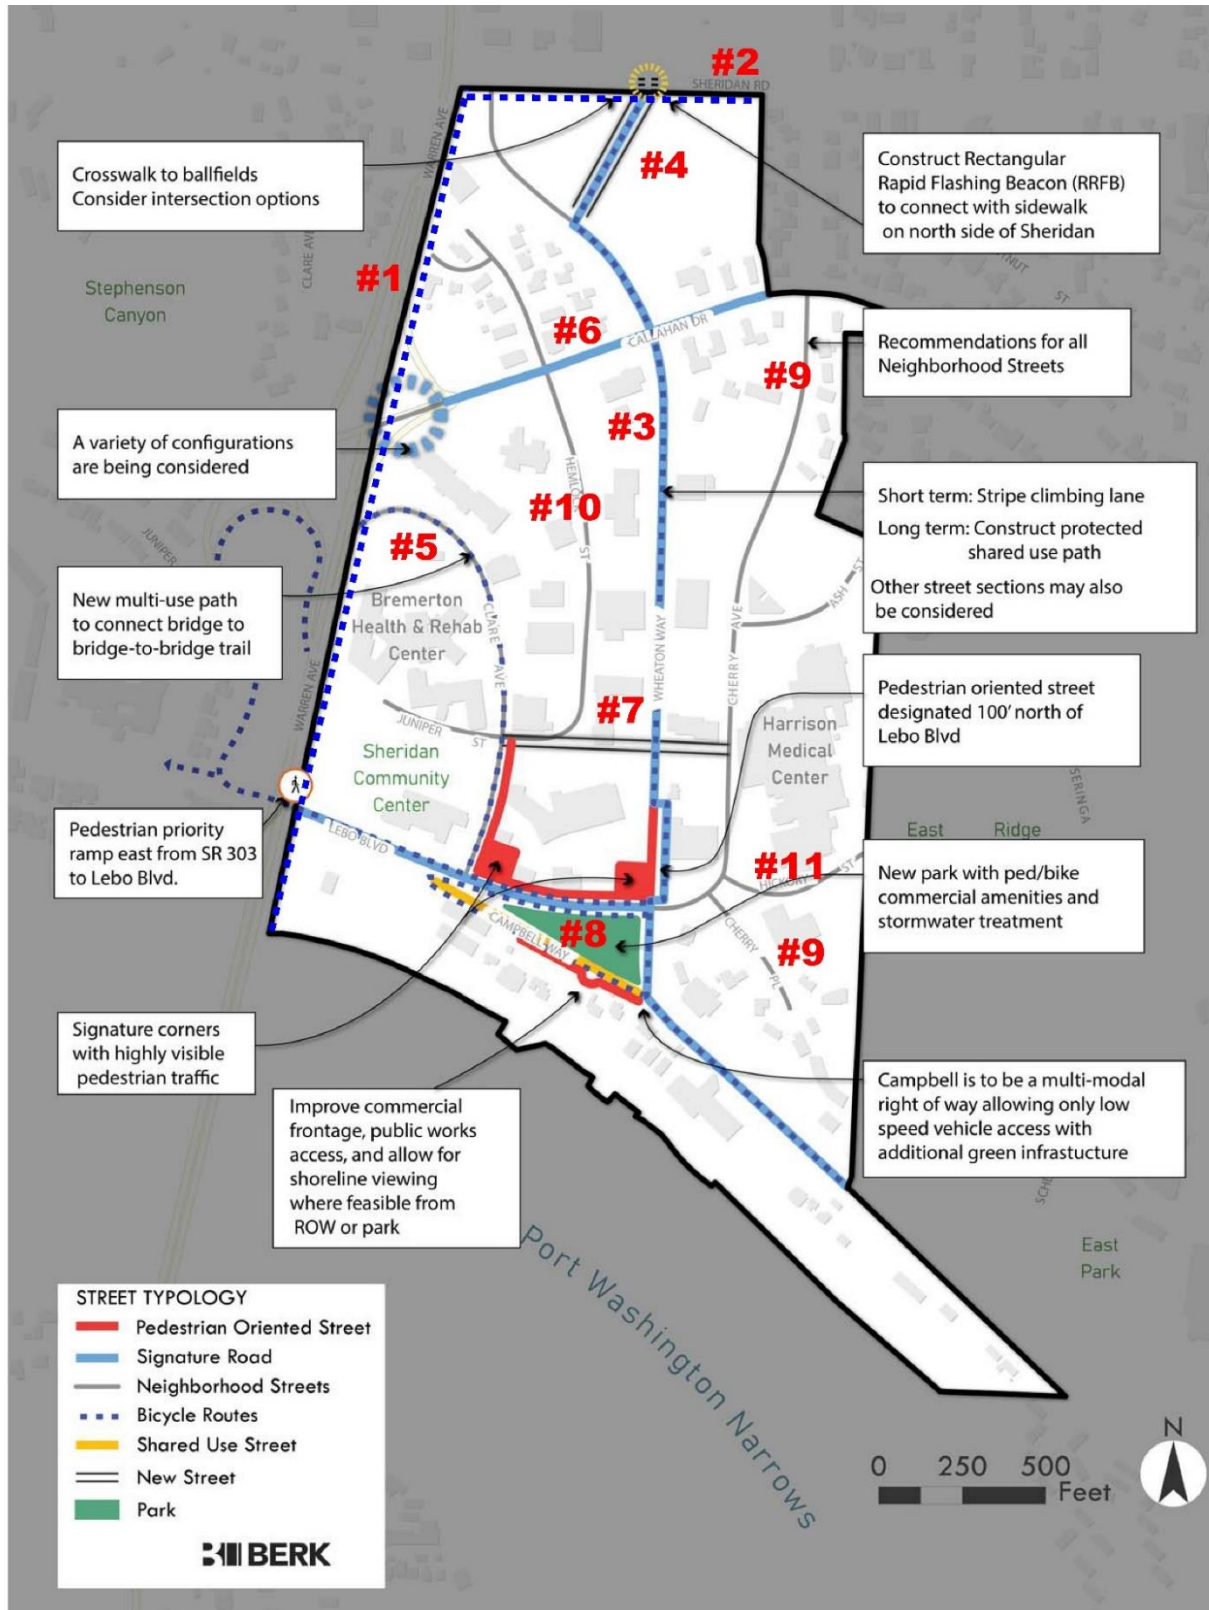 #2
SHERIDAN RD
WARREN AVE
Crosswalk to ballfields
Consider intersection options
#4
Construct Rectangular
Rapid Flashing Beacon (RRFB)
to connect with sidewalk
on north side of Sheridan
CLARE AVE
ST
Stephenson
Canyon
#1
#6
CALLAHAN DR
#9
Recommendations for all
Neighborhood Streets
A variety of configurations
are being considered
#3
HEMLOCK
ST
#10
Short term: Stripe climbing lane
Long term: Construct protected
shared use path
Other street sections may also
be considered
JUNIPER
#5
New multi-use path
to connect bridge to
bridge-to-bridge trail
Bremerton
Health & Rehab
Center
CLARE AVE
ASH ST
WHEATON WAY
CHERRY AVE
WARREN AVE
#7
Pedestrian oriented street
designated 100' north of
Lebo Blvd
JUNIPER ST
Harrison
Medical
Center
Sheridan
Community
Center
SERINGA
Pedestrian priority
ramp east from SR 303
to Lebo Blvd.
LEBO BLVD
East Ridge
#11
HICKORY ST
New park with ped/bike
commercial amenities and
stormwater treatment
#8
CAMPBELL WAY
CHERRY PL
#9
Signature corners
with highly visible
pedestrian traffic
Improve commercial
frontage, public works
access, and allow for
shoreline viewing
where feasible from
ROW or park
Campbell is to be a multi-modal
right of way allowing only low
speed vehicle access with
additional green infrastucture
East
Park
Port Washington Narrows
STREET TYPOLOGY
Pedestrian Oriented Street
Signature Road
Neighborhood Streets
Bicycle Routes
Shared Use Street
New Street
Park
BERK
N
0 250 500
Feet